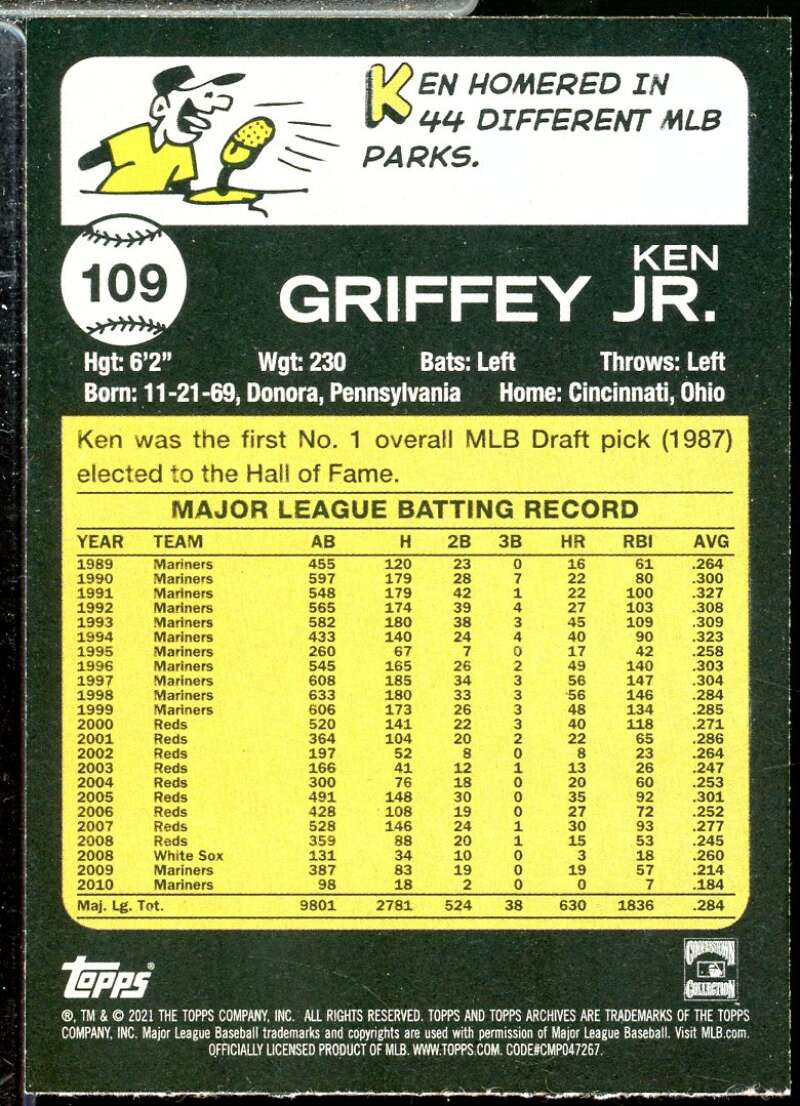 KEN HOMERED IN
44 DIFFERENT MLB
PARKS.
109
KEN
GRIFFEY JR.
Hgt: 6'2" Wgt: 230 Bats: Left Throws: Left
Born: 11-21-69, Donora, Pennsylvania Home: Cincinnati, Ohio
Ken was the first No. 1 overall MLB Draft pick (1987)
elected to the Hall of Fame.
MAJOR LEAGUE BATTING RECORD
YEAR TEAM AB H 2B 3B HR RBI AVG
1989 Mariners 455 120 23 0 16 61 .264
1990 Mariners 597 179 28 7 22 80 .300
1991 Mariners 548 179 42 1 22 100 .327
1992 Mariners 565 174 39 4 27 103 .308
1993 Mariners 582 180 38 3 45 109 .309
1994 Mariners 433 140 24 4 40 90 .323
1995 Mariners 260 67 7 0 17 42 .258
1996 Mariners 545 165 26 2 49 140 .303
1997 Mariners 608 185 34 3 56 147 .304
1998 Mariners 633 180 33 3 56 146 .284
1999 Mariners 606 173 26 3 48 134 .285
2000 Reds 520 141 22 3 40 118 .271
2001 Reds 364 104 20 2 22 65 .286
2002 Reds 197 52 8 0 8 23 .264
2003 Reds 166 41 12 1 13 26 .247
2004 Reds 300 76 18 0 20 60 .253
2005 Reds 491 148 30 0 35 92 .301
2006 Reds 428 108 19 0 27 72 .252
2007 Reds 528 146 24 1 30 93 .277
2008 Reds 359 88 20 1 15 53 .245
2008 White Sox 131 34 10 0 3 18 .260
2009 Mariners 387 83 19 0 19 57 .214
2010 Mariners 98 18 2 0 0 7 .184
Maj. Lg. Tot. 9801 2781 524 38 630 1836 .284
topps®
COOPERSTOWN
COLLECTION
®, TM & © 2021 THE TOPPS COMPANY, INC. ALL RIGHTS RESERVED. TOPPS AND TOPPS ARCHIVES ARE TRADEMARKS OF THE TOPPS
COMPANY, INC. Major League Baseball trademarks and copyrights are used with permission of Major League Baseball. Visit MLB.com.
OFFICIALLY LICENSED PRODUCT OF MLB. WWW.TOPPS.COM. CODE#CMP047267.